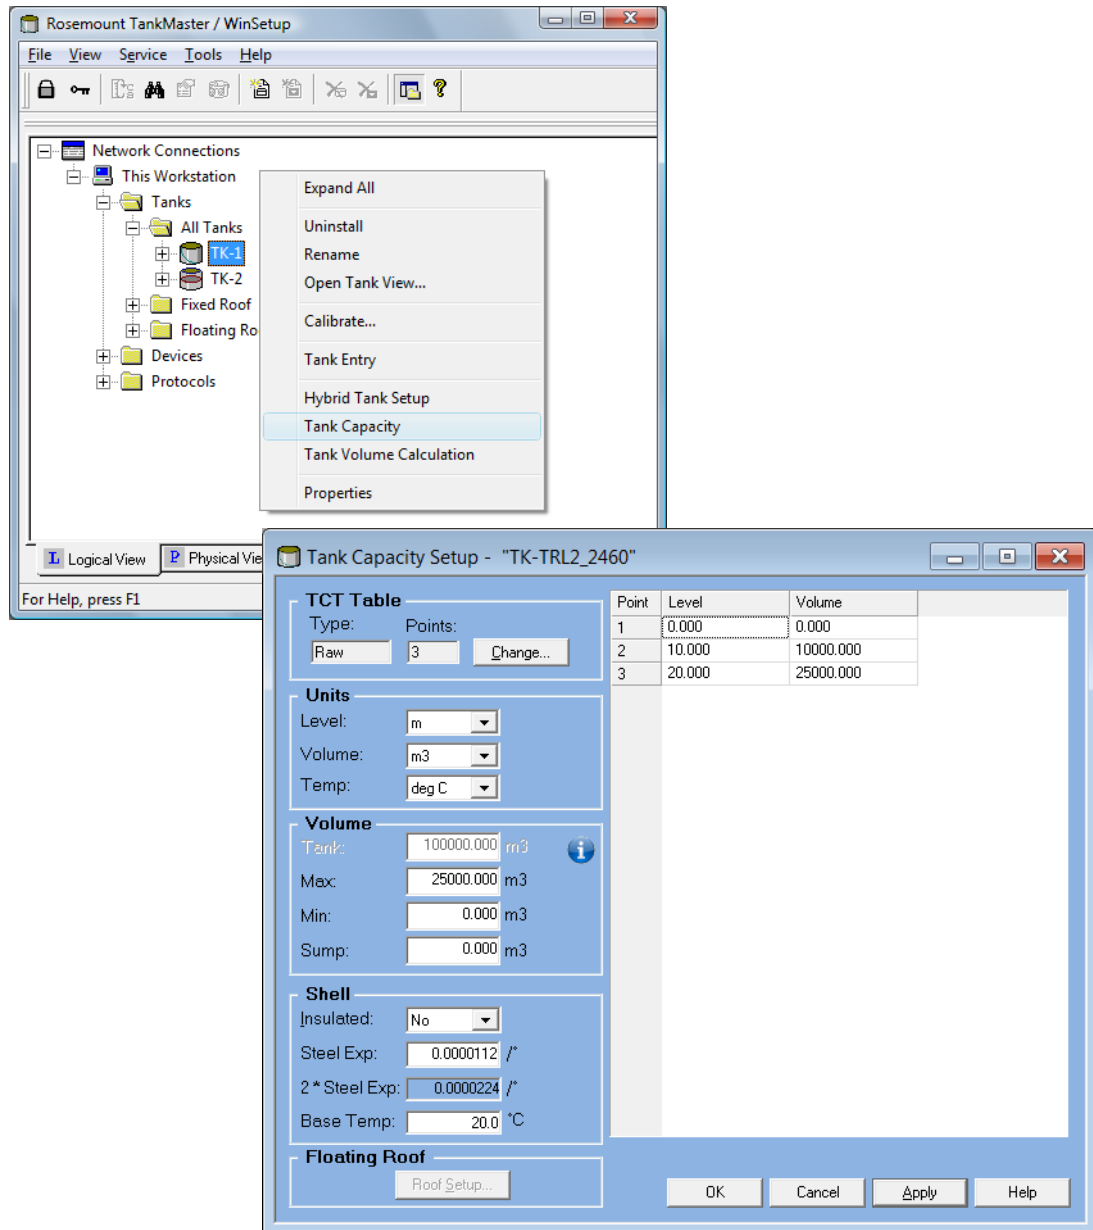 Rosemount TankMaster / WinSetup
File View Service Tools Help
Network Connections
This Workstation
Tanks
All Tanks
TK-1
TK-2
Fixed Roof
Floating Ro
Devices
Protocols
Expand All
Uninstall
Rename
Open Tank View...
Calibrate...
Tank Entry
Hybrid Tank Setup
Tank Capacity
Tank Volume Calculation
Properties
L Logical View P Physical Vie
For Help, press F1
Tank Capacity Setup - "TK-TRL2_2460"
TCT Table
Type: Points:
Raw 3 Change...
Units
Level: m
Volume: m3
Temp: deg C
Volume
Tank: 100000.000 m3
Max: 25000.000 m3
Min: 0.000 m3
Sump: 0.000 m3
Shell
Insulated: No
Steel Exp: 0.0000112 /°
2 * Steel Exp: 0.0000224 /°
Base Temp: 20.0 °C
Floating Roof
Roof Setup...
Point Level Volume
1 0.000 0.000
2 10.000 10000.000
3 20.000 25000.000
OK Cancel Apply Help